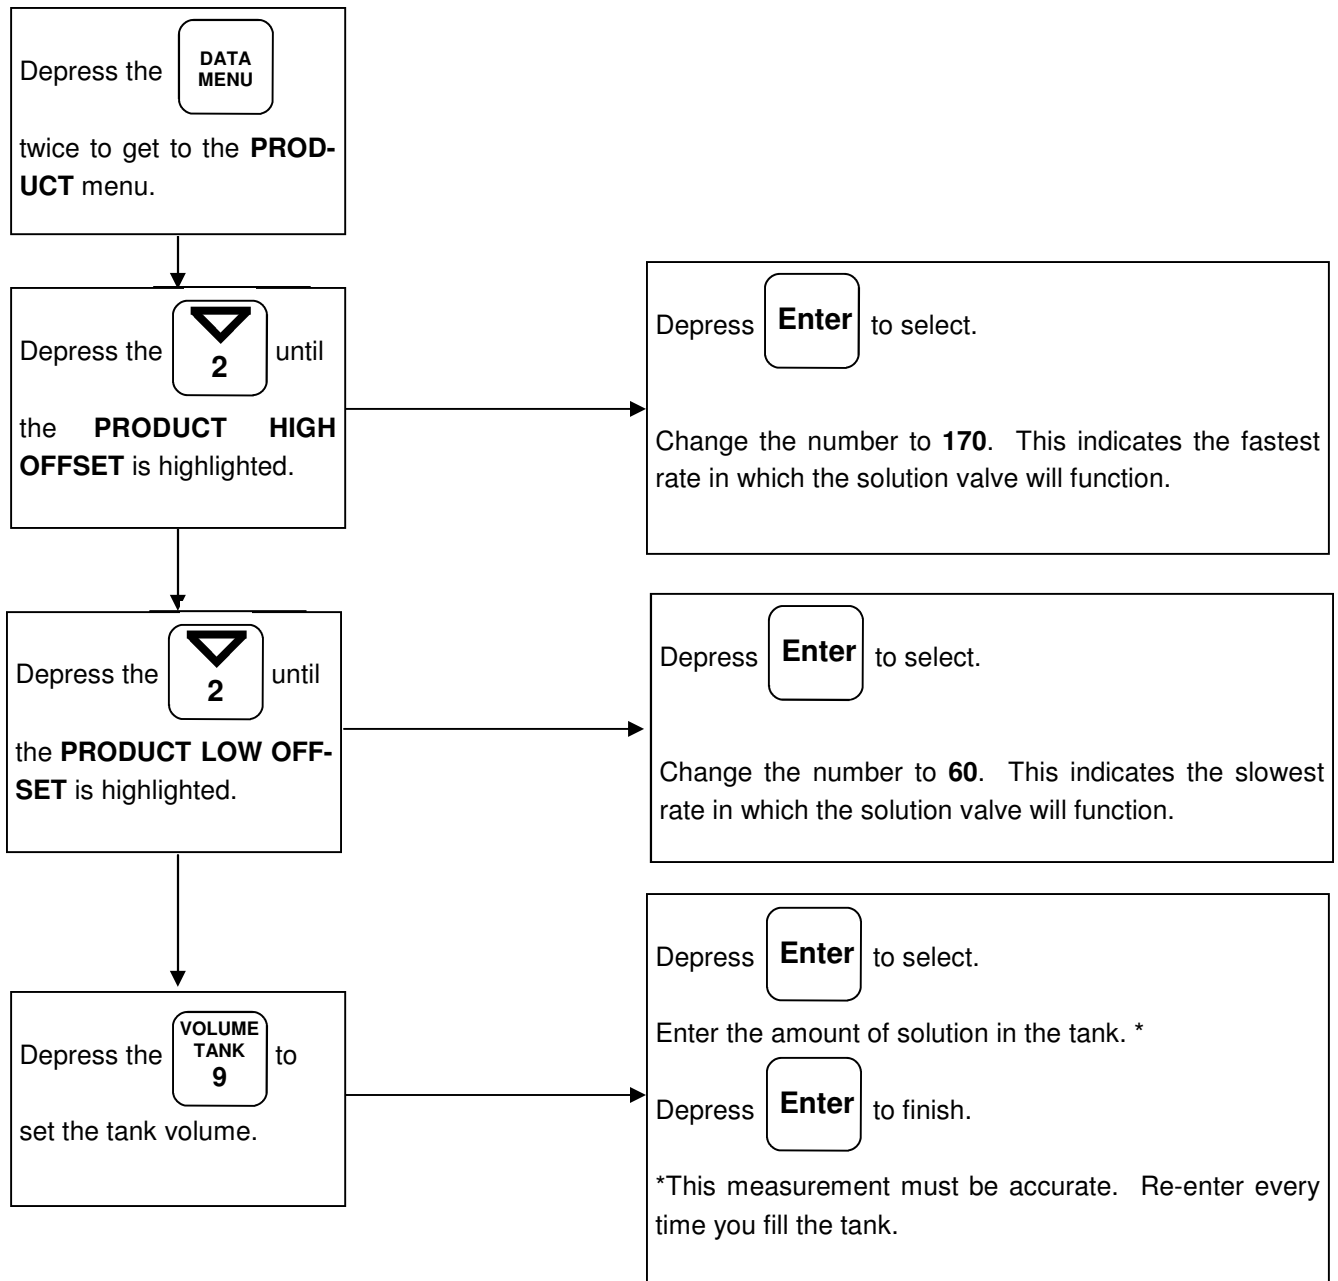 Depress the DATA MENU
twice to get to the PROD-
UCT menu.
Depress the 2 until
the PRODUCT HIGH
OFFSET is highlighted.
Depress Enter to select.
Change the number to 170. This indicates the fastest
rate in which the solution valve will function.
Depress the 2 until
the PRODUCT LOW OFF-
SET is highlighted.
Depress Enter to select.
Change the number to 60. This indicates the slowest
rate in which the solution valve will function.
Depress the VOLUME TANK 9 to
set the tank volume.
Depress Enter to select.
Enter the amount of solution in the tank. *
Depress Enter to finish.
*This measurement must be accurate. Re-enter every
time you fill the tank.